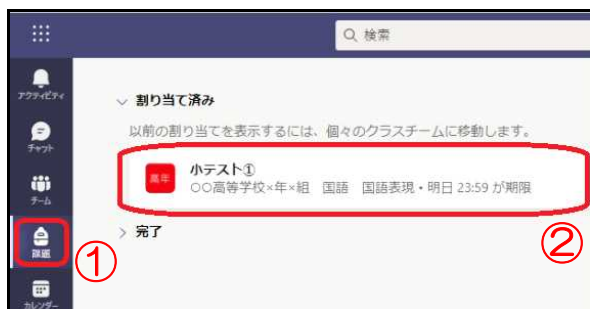 検索
アクティビティ
チャット
チーム
課題
カレンダー
割り当て済み
以前の割り当てを表示するには、個々のクラスチームに移動します。
高年
小テスト①
〇〇高等学校×年×組 国語 国語表現・明日 23:59 が期限
完了
①
②